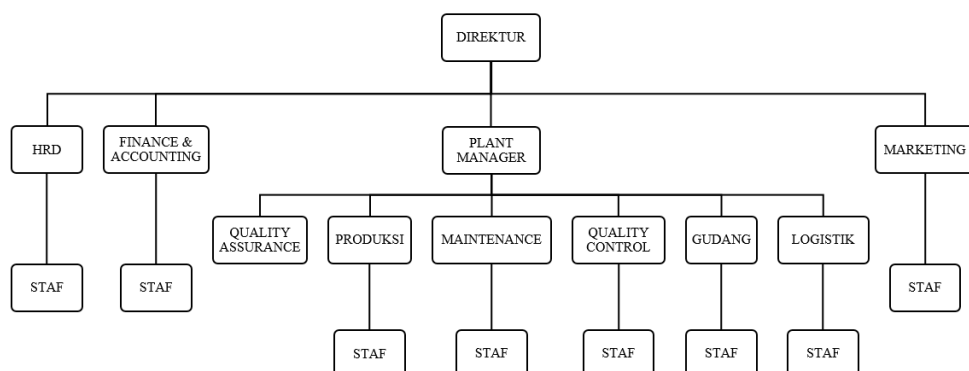 DIREKTUR
HRD
FINANCE &
ACCOUNTING
PLANT
MANAGER
MARKETING
QUALITY
ASSURANCE
PRODUKSI
MAINTENANCE
QUALITY
CONTROL
GUDANG
LOGISTIK
STAF
STAF
STAF
STAF
STAF
STAF
STAF
STAF